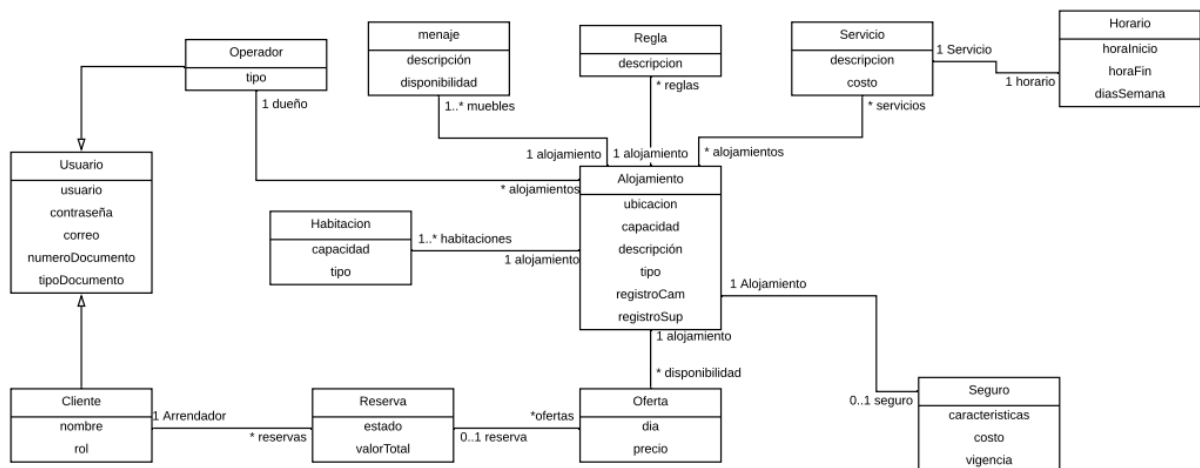 Operador
tipo
1 dueño
menaje
descripción
disponibilidad
1..* muebles
Regla
descripcion
* reglas
Servicio
descripcion
costo
* servicios
1 Servicio
1 horario
Horario
horaInicio
horaFin
diasSemana
Usuario
usuario
contraseña
correo
numeroDocumento
tipoDocumento
1 alojamiento
1 alojamiento
* alojamientos
* alojamientos
Alojamiento
ubicacion
capacidad
descripción
tipo
registroCam
registroSup
Habitacion
capacidad
tipo
1..* habitaciones
1 alojamiento
1 Alojamiento
1 alojamiento
* disponibilidad
Cliente
nombre
rol
1 Arrendador
* reservas
Reserva
estado
valorTotal
*ofertas
0..1 reserva
Oferta
dia
precio
0..1 seguro
Seguro
caracteristicas
costo
vigencia